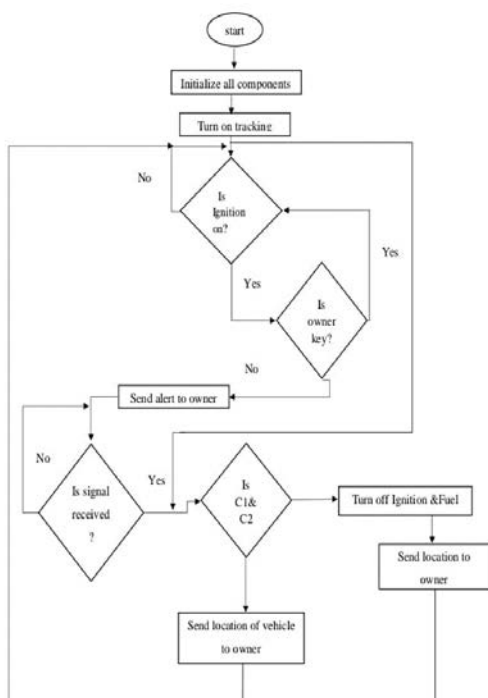 start
Initialize all components
Turn on tracking
No
Is
Ignition
on?
Yes
Yes
Is
owner
key?
No
Send alert to owner
No
Is signal
received
?
Yes
Is
C1&
C2
Turn off Ignition &Fuel
Send location to
owner
Send location of vehicle
to owner